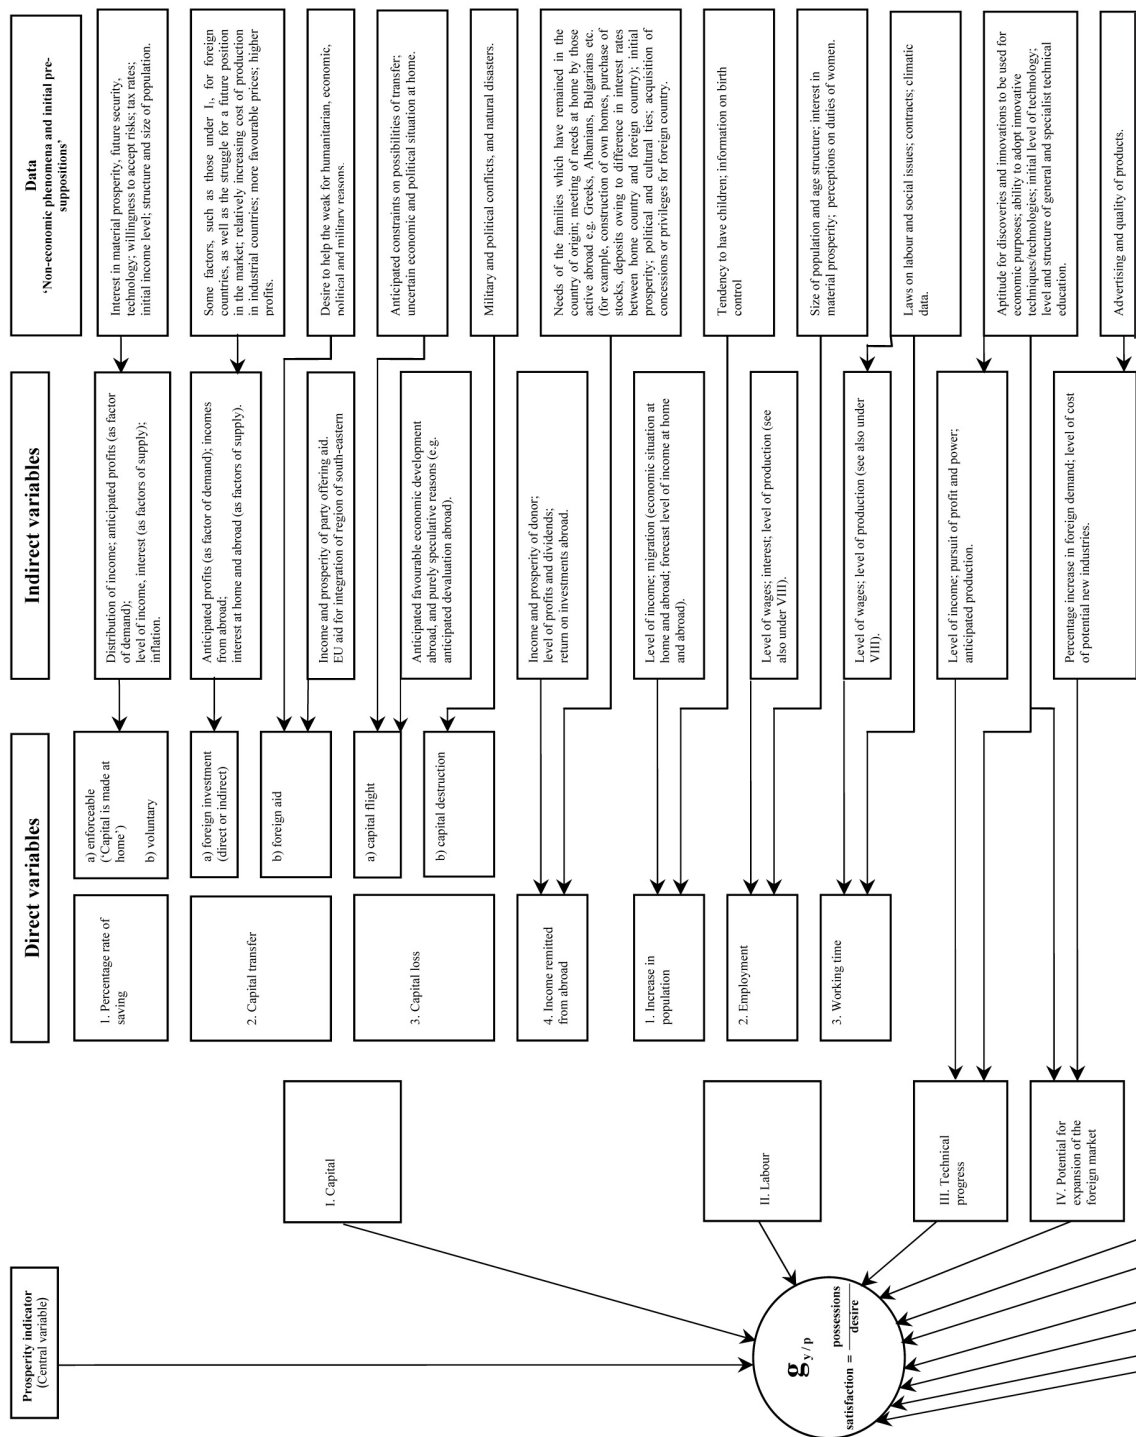 Prosperity indicator
(Central variable)
Direct variables
Indirect variables
Data
‘Non-economic phenomena and initial pre-
suppositions’
g y/p
satisfaction = possessions
desire
I. Capital
1. Percentage rate of
saving
a) enforceable
(‘Capital is made at
home’)
b) voluntary
Distribution of income; anticipated profits (as factor
of demand);
level of income, interest (as factors of supply);
inflation.
Interest in material prosperity, future security,
technology; willingness to accept risks; tax rates;
initial income level; structure and size of population.
2. Capital transfer
a) foreign investment
(direct or indirect)
Anticipated profits (as factor of demand); incomes
from abroad;
interest at home and abroad (as factors of supply).
Some factors, such as those under I₁, for foreign
countries, as well as the struggle for a future position
in the market; relatively increasing cost of production
in industrial countries; more favourable prices; higher
profits.
b) foreign aid
Income and prosperity of party offering aid.
EU aid for integration of region of south-eastern
Desire to help the weak for humanitarian, economic,
political and military reasons.
3. Capital loss
a) capital flight
Anticipated favourable economic development
abroad, and purely speculative reasons (e.g.
anticipated devaluation abroad).
Anticipated constraints on possibilities of transfer;
uncertain economic and political situation at home.
b) capital destruction
Military and political conflicts, and natural disasters.
4. Income remitted
from abroad
Income and prosperity of donor;
level of profits and dividends;
return on investments abroad.
Needs of the families which have remained in the
country of origin; meeting of needs at home by those
active abroad e.g. Greeks, Albanians, Bulgarians etc.
(for example, construction of own homes, purchase of
stocks, deposits owing to difference in interest rates
between home country and foreign country); initial
prosperity; political and cultural ties; acquisition of
concessions or privileges for foreign country.
II. Labour
1. Increase in
population
Level of income; migration (economic situation at
home and abroad; forecast level of income at home
and abroad).
Tendency to have children; information on birth
control
2. Employment
Level of wages; interest; level of production (see
also under VIII).
Size of population and age structure; interest in
material prosperity; perceptions on duties of women.
3. Working time
Level of wages; level of production (see also under
VIII).
Laws on labour and social issues; contracts; climatic
data.
III. Technical
progress
Level of income; pursuit of profit and power;
anticipated production.
Aptitude for discoveries and innovations to be used for
economic purposes; ability to adopt innovative
techniques/technologies; initial level of technology;
level and structure of general and specialist technical
education.
IV. Potential for
expansion of the
foreign market
Percentage increase in foreign demand; level of cost
of potential new industries.
Advertising and quality of products.